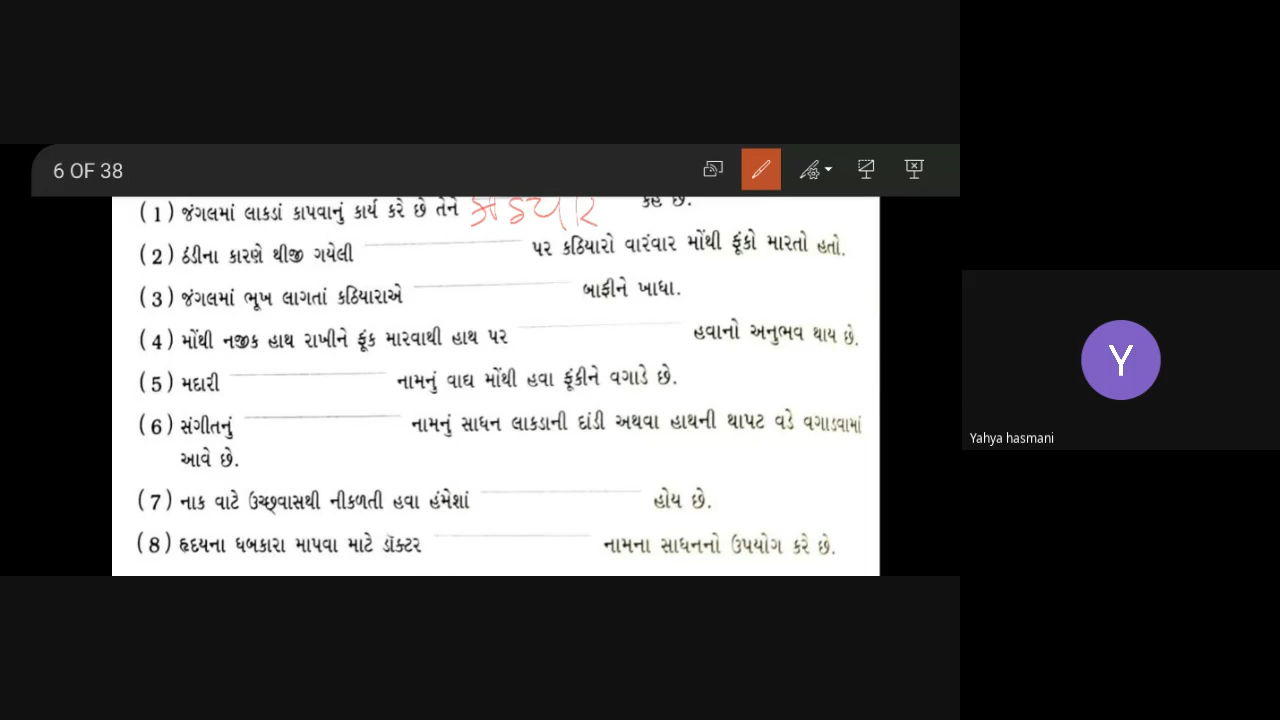 6 OF 38
(1) જંગલમાં લાકડાં કાપવાનું કાર્ય કરે છે તેને કહે છે.
(2) ઠંડીના કારણે થીજી ગયેલી પર કઠિયારો વારંવાર મોંથી ફૂંકો મારતો હતો.
(3) જંગલમાં ભૂખ લાગતાં કઠિયારાએ બાફીને ખાધા.
(4) મોંથી નજીક હાથ રાખીને ફૂંક મારવાથી હાથ પર હવાનો અનુભવ થાય છે.
(5) મદારી નામનું વાદ્ય મોંથી હવા ફૂંકીને વગાડે છે.
(6) સંગીતનું નામનું સાધન લાકડાની દાંડી અથવા હાથની થાપટ વડે વગાડવામાં
આવે છે.
(7) નાક વાટે ઉચ્છ્વાસથી નીકળતી હવા હંમેશાં હોય છે.
(8) હૃદયના ધબકારા માપવા માટે ડૉક્ટર નામના સાધનનો ઉપયોગ કરે છે.
Y
Yahya hasmani